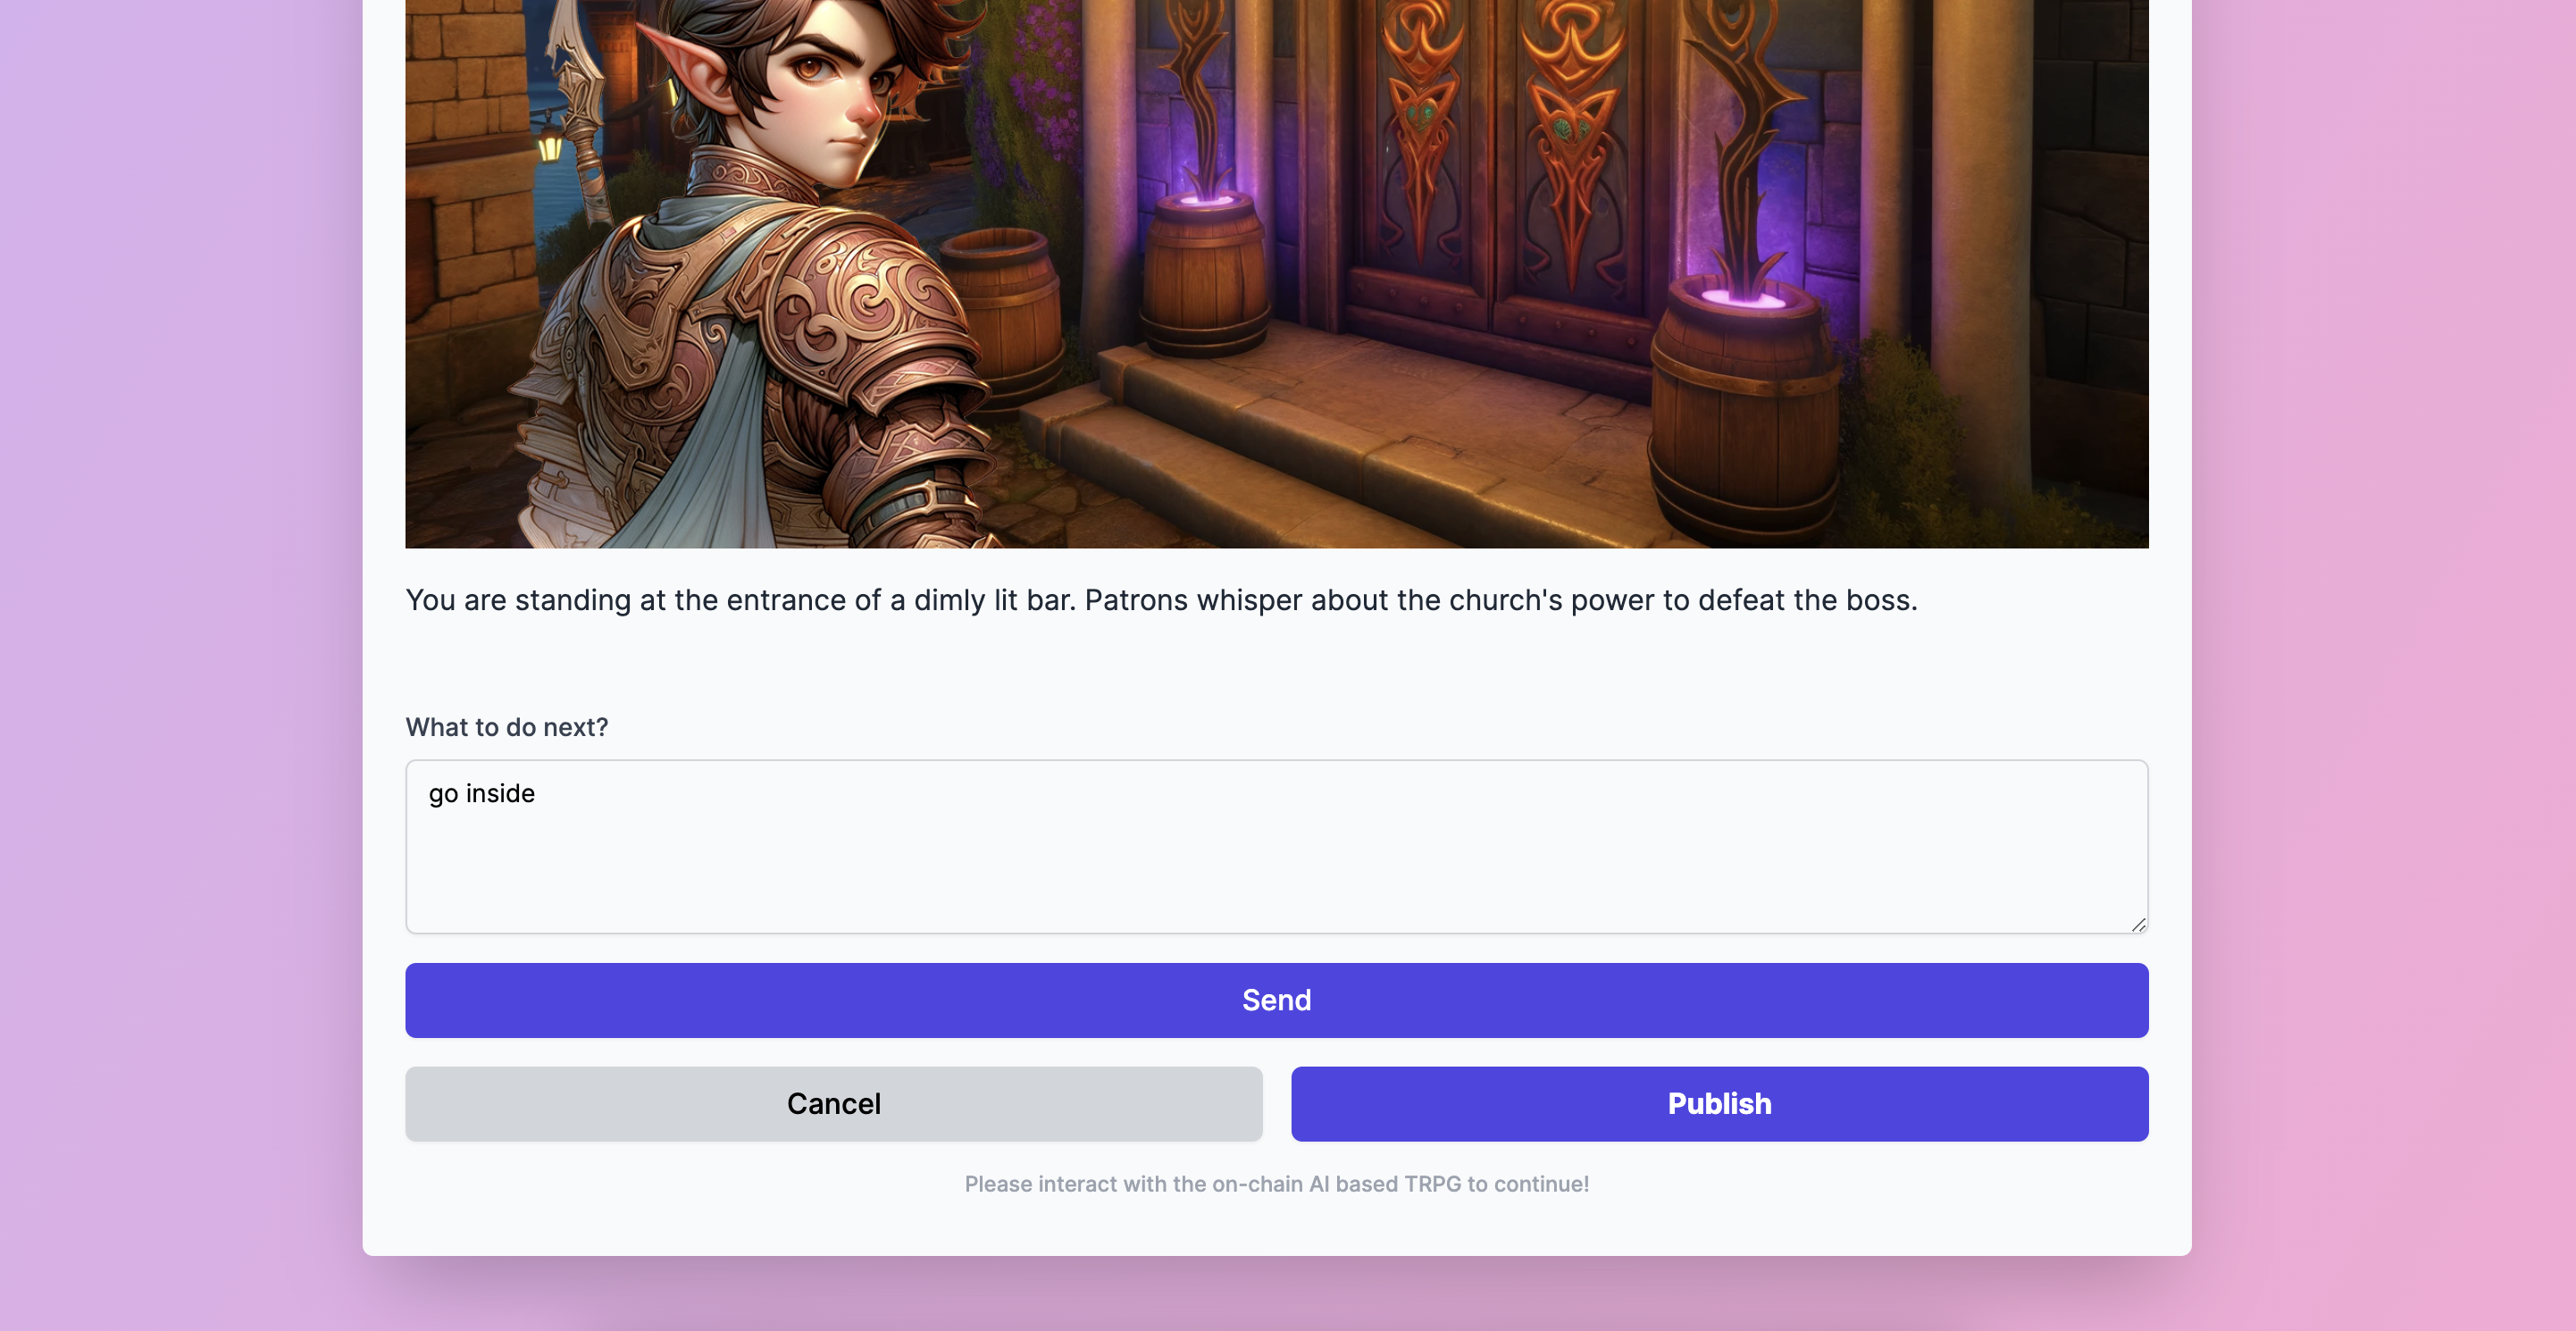 You are standing at the entrance of a dimly lit bar. Patrons whisper about the church's power to defeat the boss.
What to do next?
go inside
Send
Cancel
Publish
Please interact with the on-chain AI based TRPG to continue!